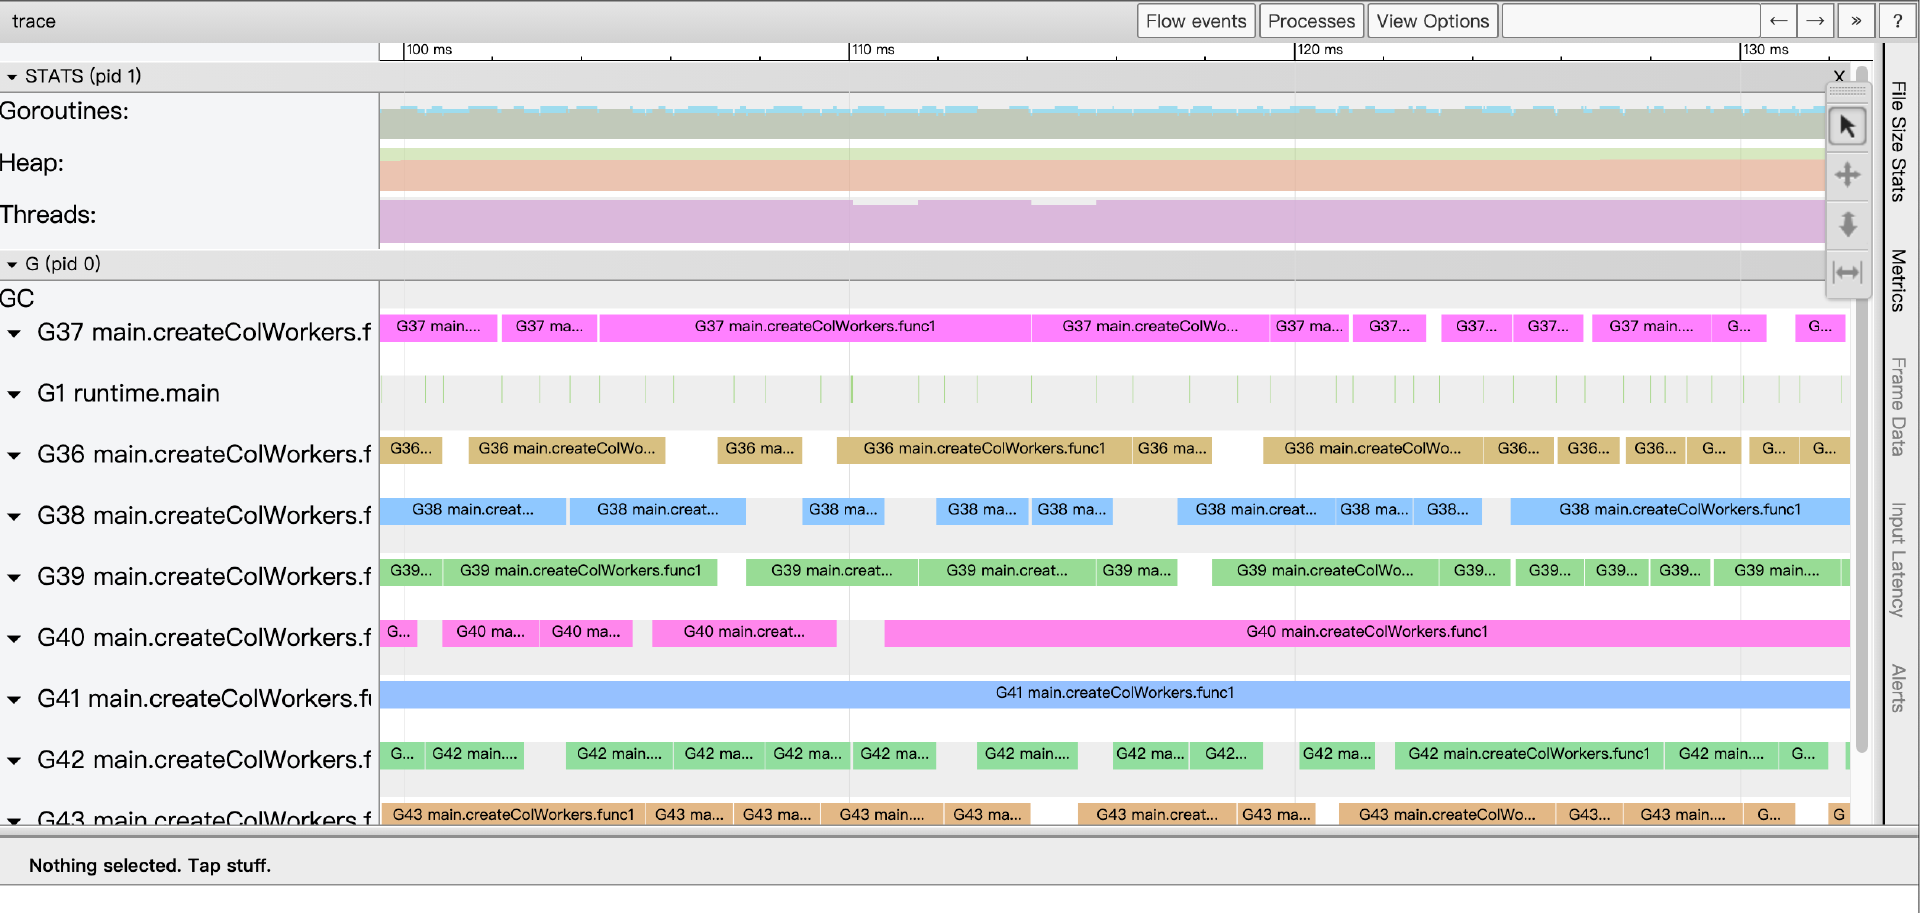 trace
Flow events Processes View Options ← → » ?
100 ms 110 ms 120 ms 130 ms
STATS (pid 1) X
Goroutines:
Heap:
Threads:
G (pid 0)
GC
G37 main.createColWorkers.f G37 main.... G37 ma... G37 main.createColWorkers.func1 G37 main.createColWo... G37 ma... G37... G37... G37... G37 main.... G... G...
G1 runtime.main
G36 main.createColWorkers.f G36... G36 main.createColWo... G36 ma... G36 main.createColWorkers.func1 G36 ma... G36 main.createColWo... G36... G36... G36... G... G... G...
G38 main.createColWorkers.f G38 main.creat... G38 main.creat... G38 ma... G38 ma... G38 ma... G38 main.creat... G38 ma... G38... G38 main.createColWorkers.func1
G39 main.createColWorkers.f G39... G39 main.createColWorkers.func1 G39 main.creat... G39 main.creat... G39 ma... G39 main.createColWo... G39... G39... G39... G39... G39 main....
G40 main.createColWorkers.f G... G40 ma... G40 ma... G40 main.creat... G40 main.createColWorkers.func1
G41 main.createColWorkers.fu G41 main.createColWorkers.func1
G42 main.createColWorkers.f G... G42 main.... G42 main.... G42 ma... G42 ma... G42 ma... G42 main.... G42 ma... G42... G42 ma... G42 main.createColWorkers.func1 G42 main.... G...
G43 main.createColWorkers.f G43 main.createColWorkers.func1 G43 ma... G43 ma... G43 main.... G43 ma... G43 main.creat... G43 ma... G43 main.createColWo... G43... G43 main.... G... G
File Size Stats
Metrics
Frame Data
Input Latency
Alerts
Nothing selected. Tap stuff.